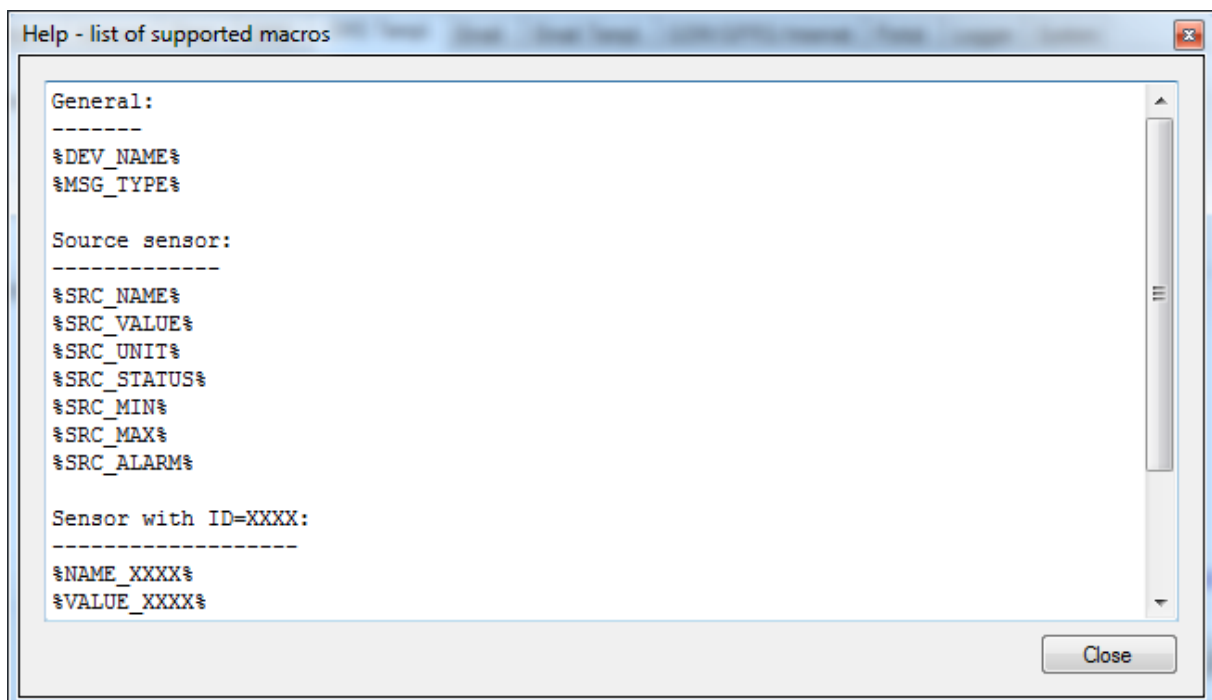 Help - list of supported macros
General:
-------
%DEV_NAME%
%MSG_TYPE%
Source sensor:
-------------
%SRC_NAME%
%SRC_VALUE%
%SRC_UNIT%
%SRC_STATUS%
%SRC_MIN%
%SRC_MAX%
%SRC_ALARM%
Sensor with ID=XXXX:
-------------------
%NAME_XXXX%
%VALUE_XXXX%
Close